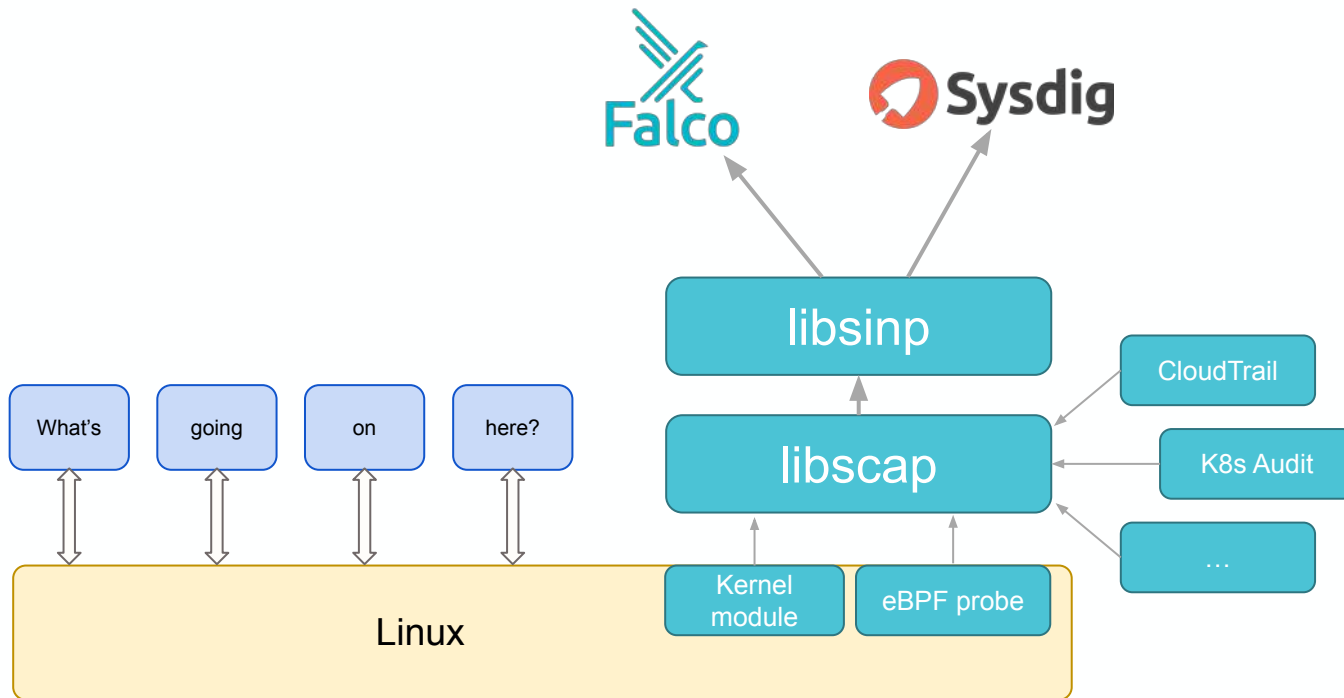 Falco
Sysdig
libsinp
CloudTrail
What's
going
on
here?
libscap
K8s Audit
...
Kernel
module
eBPF probe
Linux